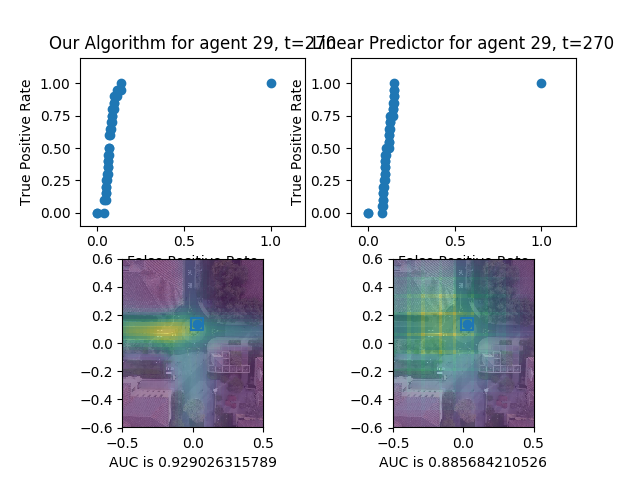 Our Algorithm for agent 29, t=270
Linear Predictor for agent 29, t=270
True Positive Rate
1.00
0.75
0.50
0.25
0.00
0.0 0.5 1.0
False Positive Rate
True Positive Rate
1.00
0.75
0.50
0.25
0.00
0.0 0.5 1.0
False Positive Rate
0.6
0.4
0.2
0.0
−0.2
−0.4
−0.6
−0.5 0.0 0.5
AUC is 0.929026315789
0.6
0.4
0.2
0.0
−0.2
−0.4
−0.6
−0.5 0.0 0.5
AUC is 0.885684210526